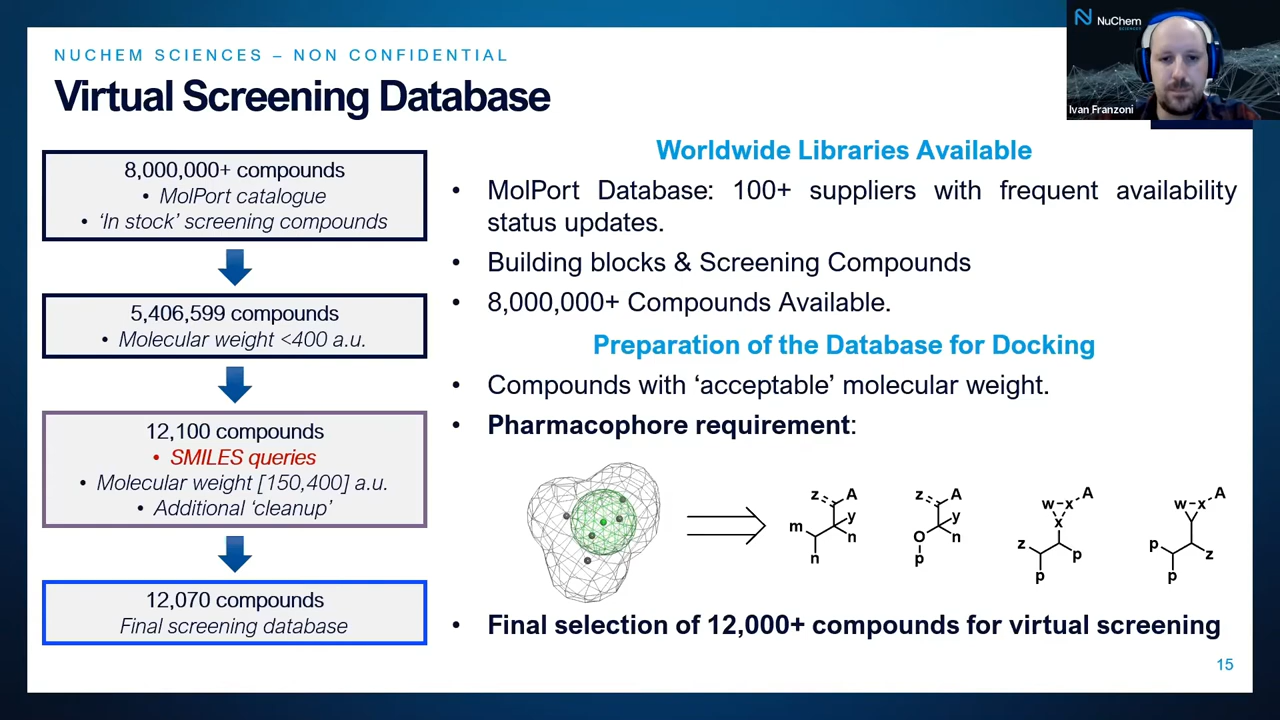 NUCHEM SCIENCES – NON CONFIDENTIAL
Virtual Screening Database
NuChem
SCIENCES
Ivan Franzoni
8,000,000+ compounds
• MolPort catalogue
• ‘In stock’ screening compounds
5,406,599 compounds
• Molecular weight <400 a.u.
12,100 compounds
• SMILES queries
• Molecular weight [150,400] a.u.
• Additional ‘cleanup’
12,070 compounds
Final screening database
Worldwide Libraries Available
• MolPort Database: 100+ suppliers with frequent availability
status updates.
• Building blocks & Screening Compounds
• 8,000,000+ Compounds Available.
Preparation of the Database for Docking
• Compounds with ‘acceptable’ molecular weight.
• Pharmacophore requirement:
z A
m y
n
n
z A
y
O n
p
w x A
x
z p
p
w x A
p z
p
• Final selection of 12,000+ compounds for virtual screening
15